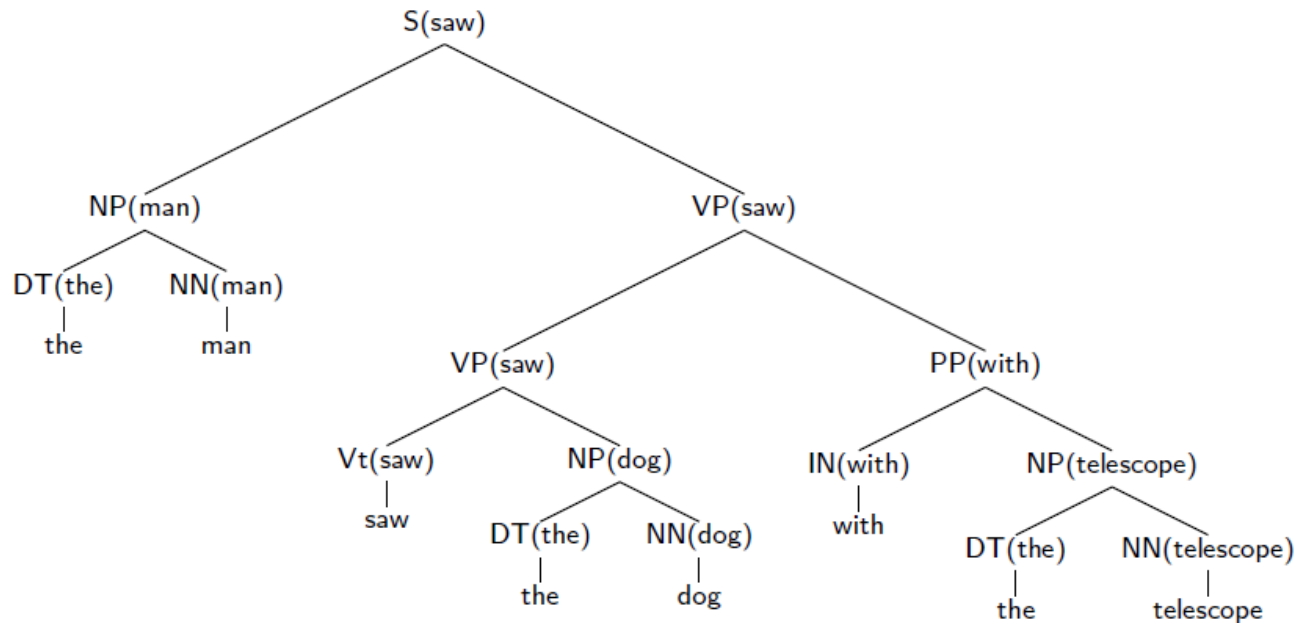 S(saw)
NP(man) VP(saw)
DT(the) NN(man)
the man
VP(saw) PP(with)
Vt(saw) NP(dog) IN(with) NP(telescope)
saw with
DT(the) NN(dog) DT(the) NN(telescope)
the dog the telescope